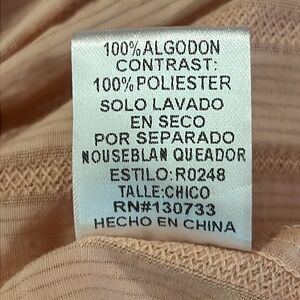 100%ALGODON
CONTRAST:
100%POLIESTER
SOLO LAVADO
EN SECO
POR SEPARADO
NOUSEBLAN QUEADOR
ESTILO:R0248
TALLE:CHICO
RN#130733
HECHO EN CHINA